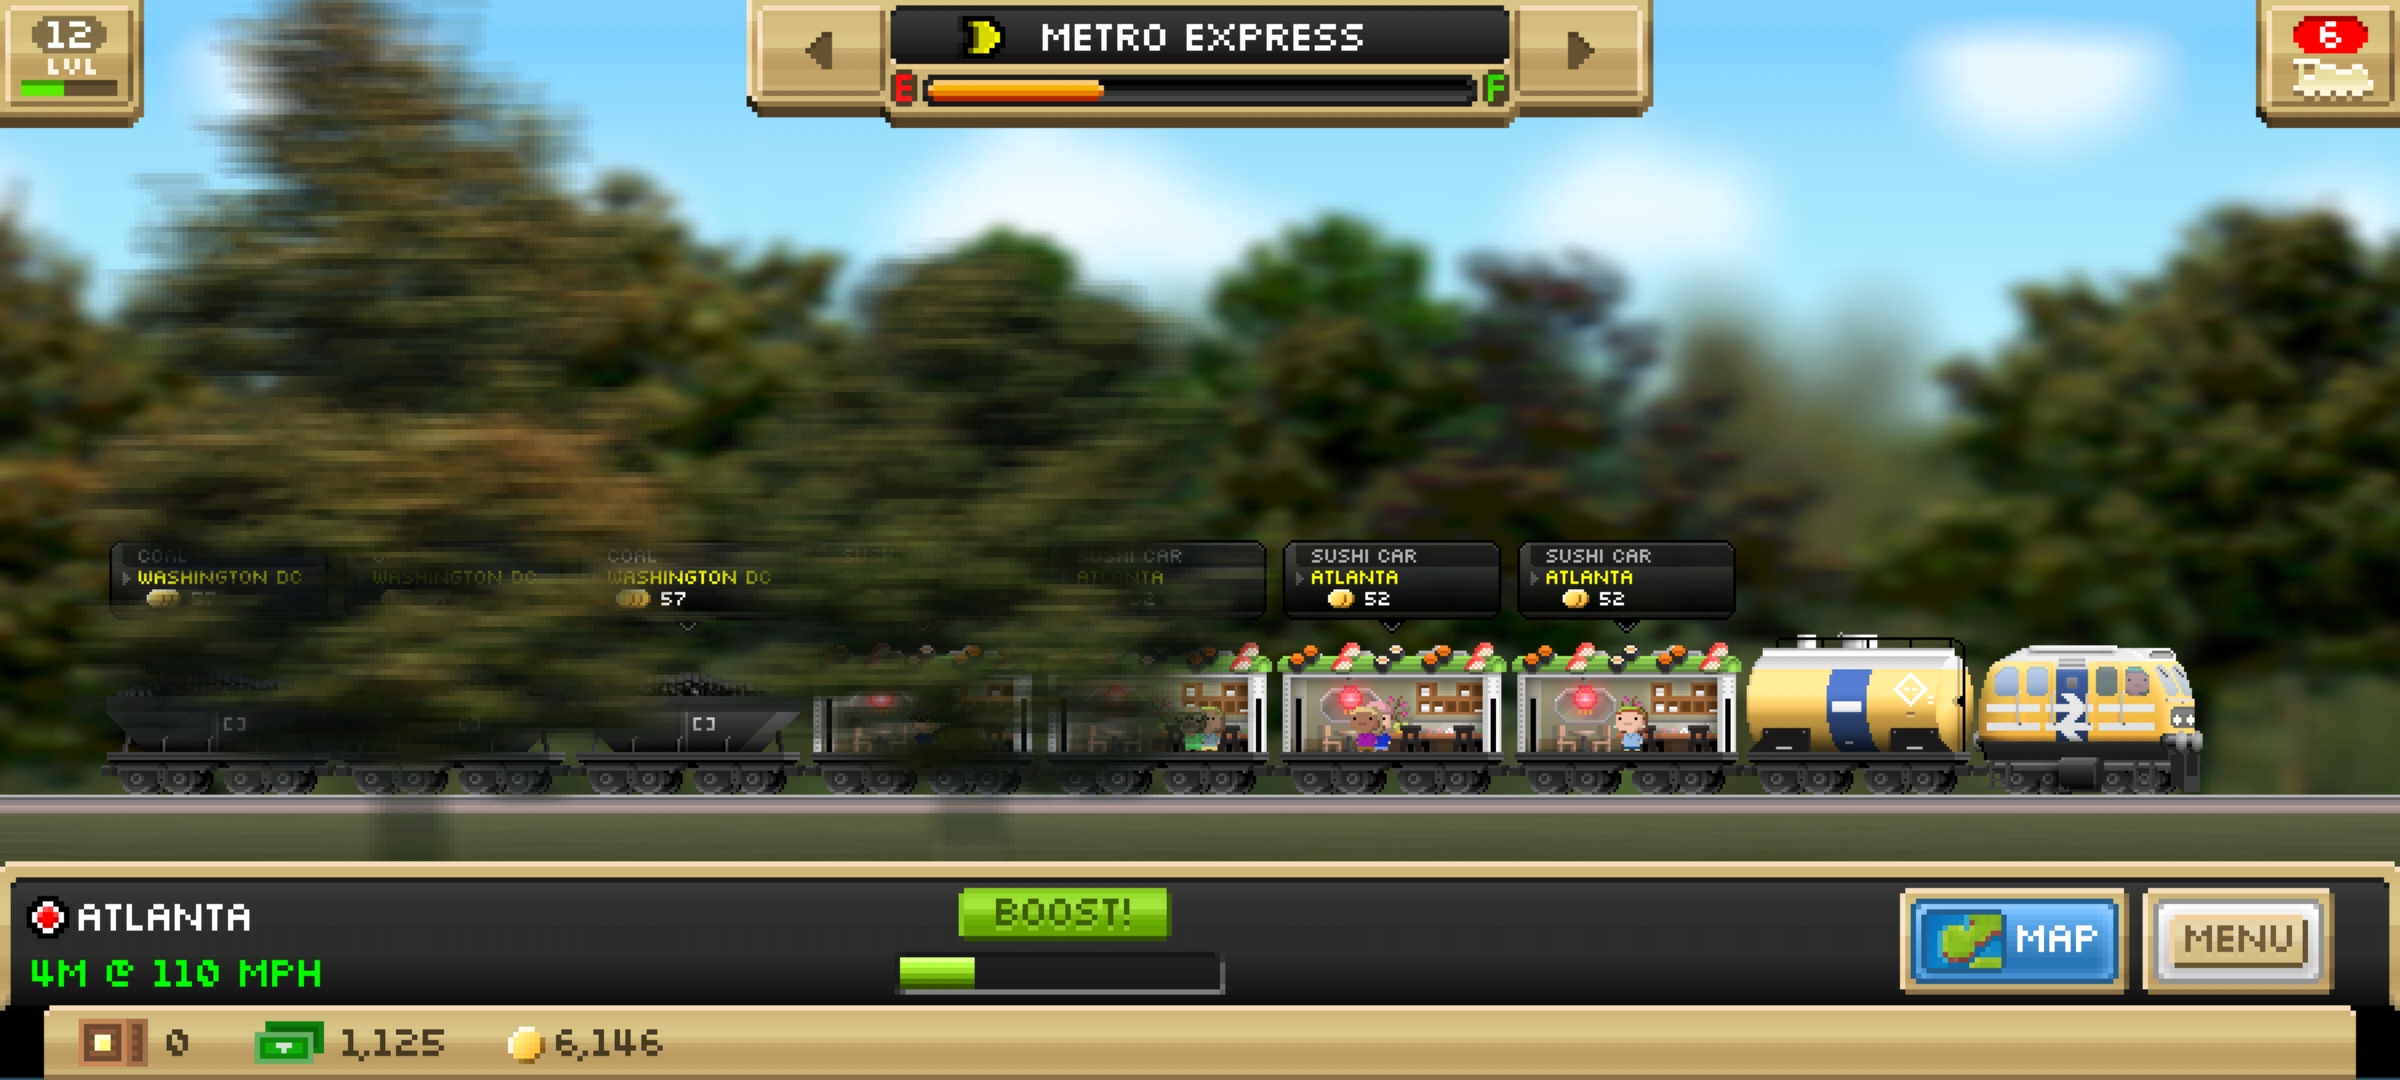 12
LVL
METRO EXPRESS
E F
6
COAL
WASHINGTON DC
WASHINGTON DC
COAL
WASHINGTON DC
57
SUSHI CAR
ATLANTA
SUSHI CAR
ATLANTA
52
SUSHI CAR
ATLANTA
52
ATLANTA
4M @ 110 MPH
BOOST!
MAP
MENU
0
1,125
6,146